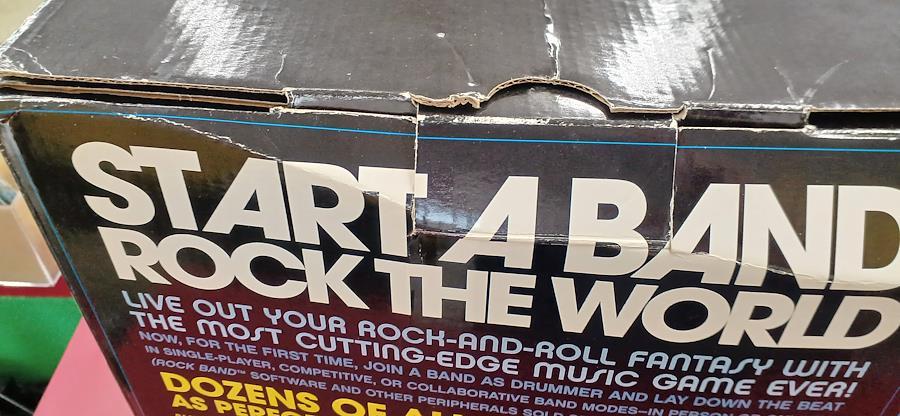 START A BAND
ROCK THE WORLD
LIVE OUT YOUR ROCK-AND-ROLL FANTASY WITH
THE MOST CUTTING-EDGE MUSIC GAME EVER!
NOW, FOR THE FIRST TIME, JOIN A BAND AS DRUMMER AND LAY DOWN THE BEAT
IN SINGLE-PLAYER, COMPETITIVE, OR COLLABORATIVE BAND MODES—IN PERSON
(ROCK BAND™ SOFTWARE AND OTHER PERIPHERALS SOLD
DOZENS OF
AS